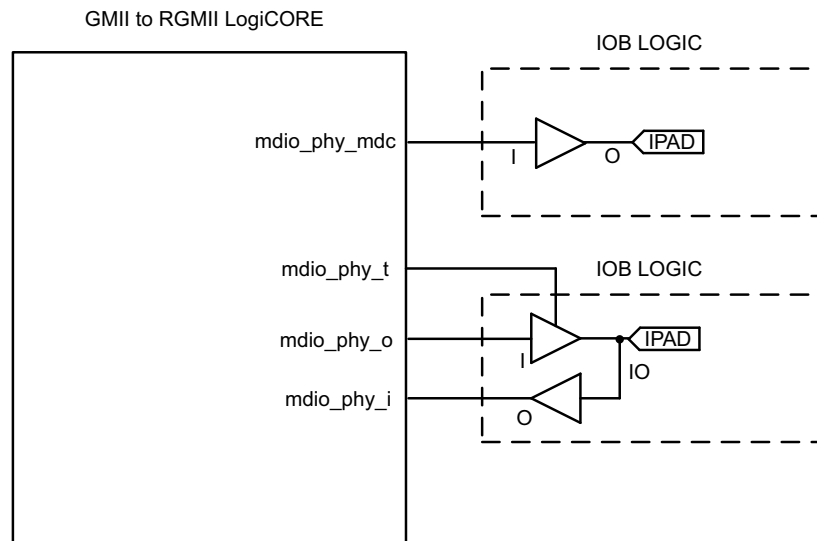 GMII to RGMII LogiCORE
IOB LOGIC
mdio_phy_mdc
I
O
IPAD
mdio_phy_t
IOB LOGIC
mdio_phy_o
I
IPAD
IO
mdio_phy_i
O